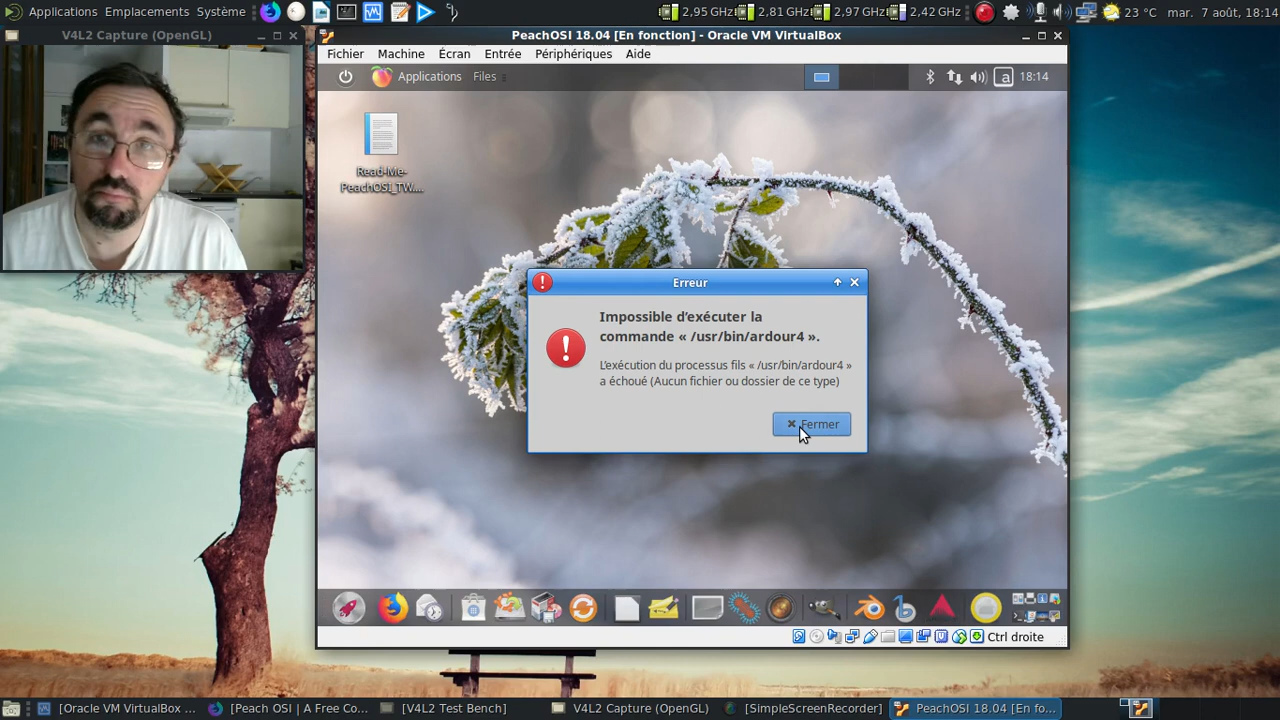 Applications Emplacements Système
2,95 GHz 2,81 GHz 2,97 GHz 2,42 GHz 23 °C mar. 7 août, 18:14
V4L2 Capture (OpenGL)
PeachOSI 18.04 [En fonction] - Oracle VM VirtualBox
Fichier Machine Écran Entrée Périphériques Aide
Applications Files a 18:14
Read-Me-
PeachOSI_TW....
Erreur
Impossible d’exécuter la
commande « /usr/bin/ardour4 ».
L’exécution du processus fils « /usr/bin/ardour4 »
a échoué (Aucun fichier ou dossier de ce type)
Fermer
Ctrl droite
[Oracle VM VirtualBox ... [Peach OSI | A Free Co... [V4L2 Test Bench] V4L2 Capture (OpenGL) [SimpleScreenRecorder] PeachOSI 18.04 [En fo...